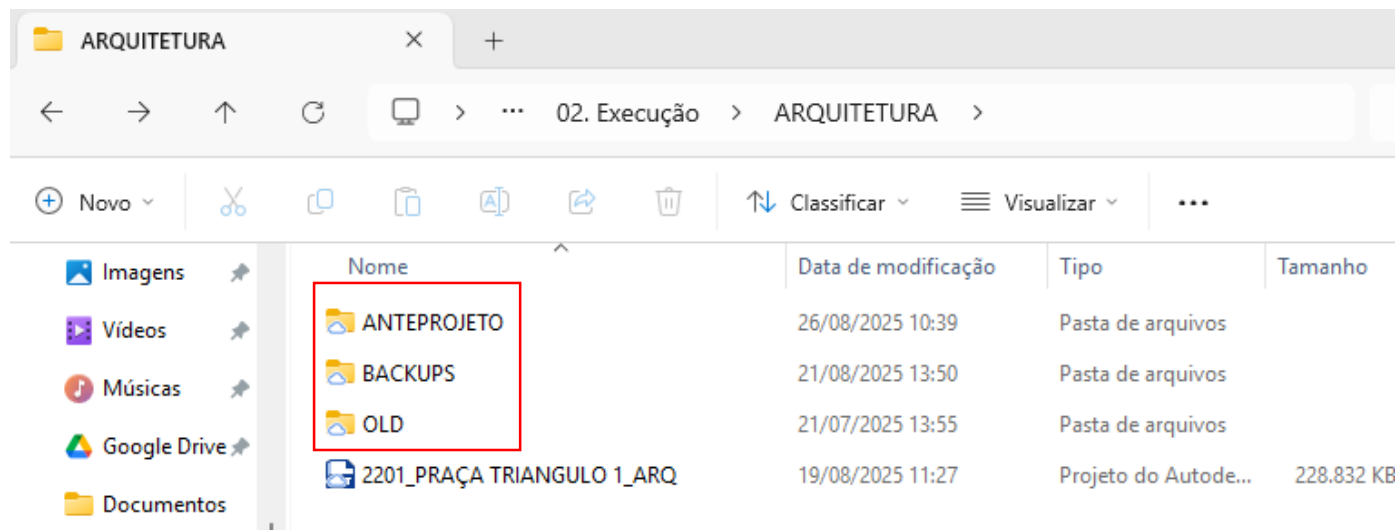 ARQUITETURA
02. Execução > ARQUITETURA >
Novo Classificar Visualizar
Imagens
Vídeos
Músicas
Google Drive
Documentos
Nome Data de modificação Tipo Tamanho
ANTEPROJETO 26/08/2025 10:39 Pasta de arquivos
BACKUPS 21/08/2025 13:50 Pasta de arquivos
OLD 21/07/2025 13:55 Pasta de arquivos
2201_PRAÇA TRIANGULO 1_ARQ 19/08/2025 11:27 Projeto do Autode... 228.832 KB